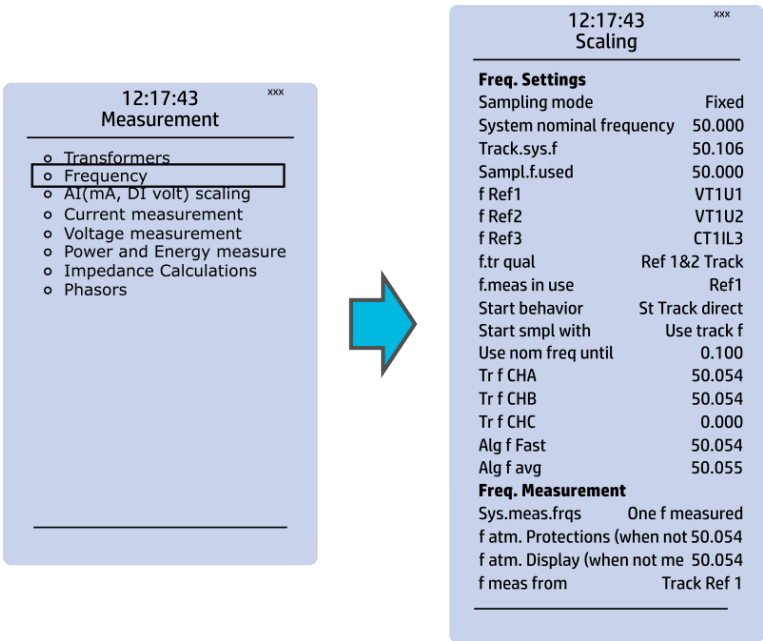 12:17:43 xxx
Measurement
Transformers
Frequency
AI(mA, DI volt) scaling
Current measurement
Voltage measurement
Power and Energy measure
Impedance Calculations
Phasors
12:17:43 xxx
Scaling
Freq. Settings
Sampling mode Fixed
System nominal frequency 50.000
Track.sys.f 50.106
Sampl.f.used 50.000
f Ref1 VT1U1
f Ref2 VT1U2
f Ref3 CT1IL3
f.tr qual Ref 1&2 Track
f.meas in use Ref1
Start behavior St Track direct
Start smpl with Use track f
Use nom freq until 0.100
Tr f CHA 50.054
Tr f CHB 50.054
Tr f CHC 0.000
Alg f Fast 50.054
Alg f avg 50.055
Freq. Measurement
Sys.meas.frqs One f measured
f atm. Protections (when not 50.054
f atm. Display (when not me 50.054
f meas from Track Ref 1